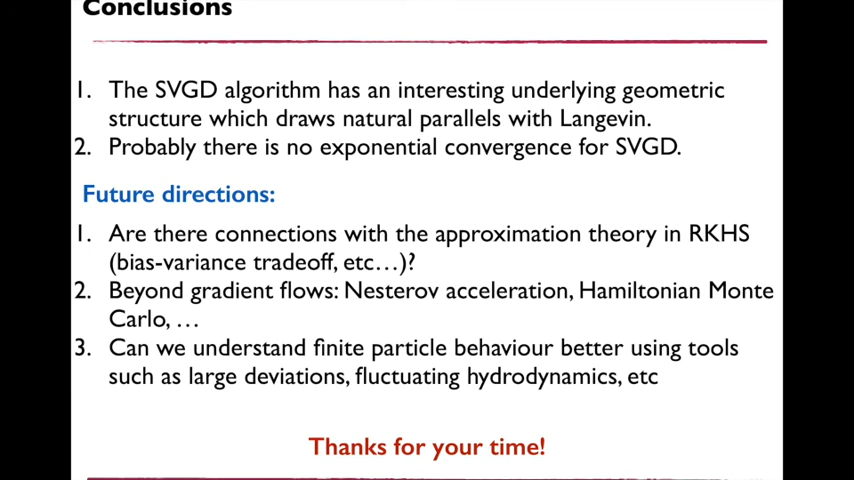 Conclusions
1. The SVGD algorithm has an interesting underlying geometric
structure which draws natural parallels with Langevin.
2. Probably there is no exponential convergence for SVGD.
Future directions:
1. Are there connections with the approximation theory in RKHS
(bias-variance tradeoff, etc…)?
2. Beyond gradient flows: Nesterov acceleration, Hamiltonian Monte
Carlo, …
3. Can we understand finite particle behaviour better using tools
such as large deviations, fluctuating hydrodynamics, etc
Thanks for your time!